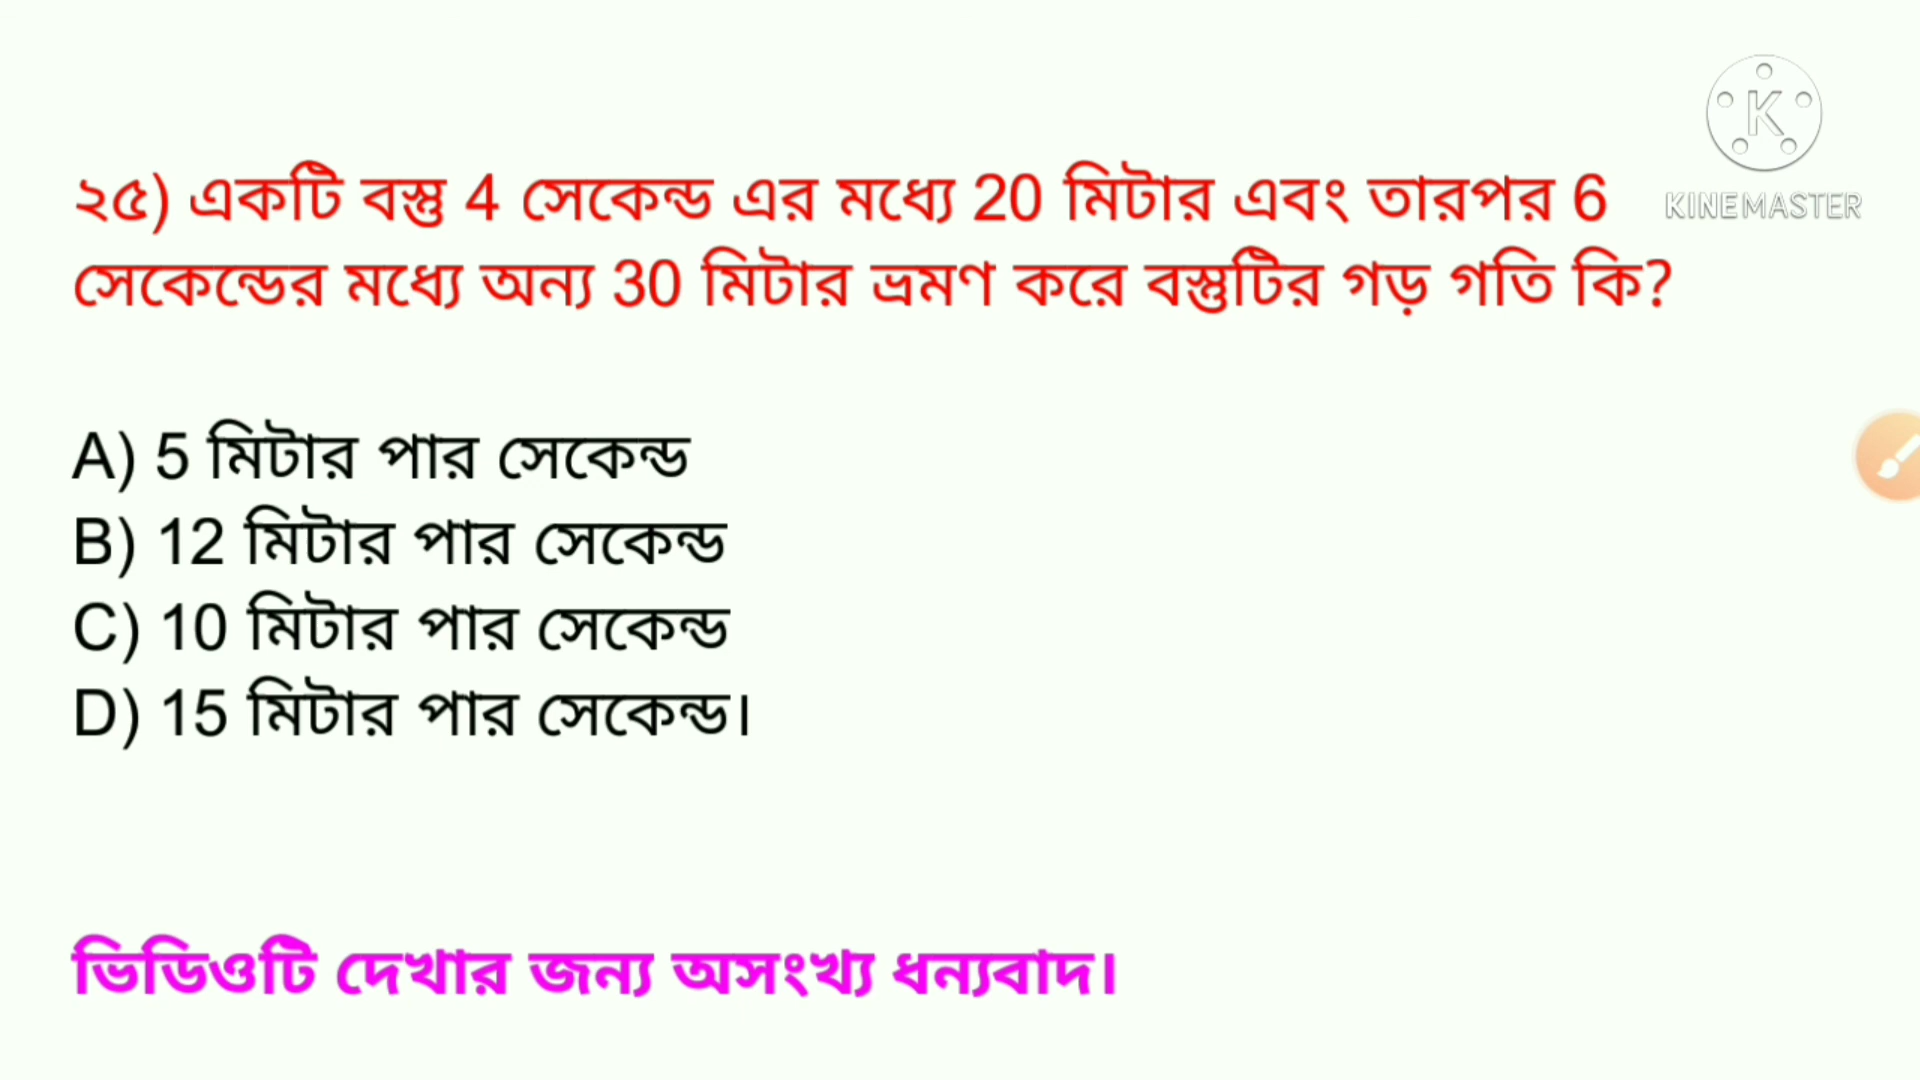 ২৫) একটি বস্তু 4 সেকেন্ড এর মধ্যে 20 মিটার এবং তারপর 6
সেকেন্ডের মধ্যে অন্য 30 মিটার ভ্রমণ করে বস্তুটির গড় গতি কি?
A) 5 মিটার পার সেকেন্ড
B) 12 মিটার পার সেকেন্ড
C) 10 মিটার পার সেকেন্ড
D) 15 মিটার পার সেকেন্ড।
ভিডিওটি দেখার জন্য অসংখ্য ধন্যবাদ।
K
KINEMASTER